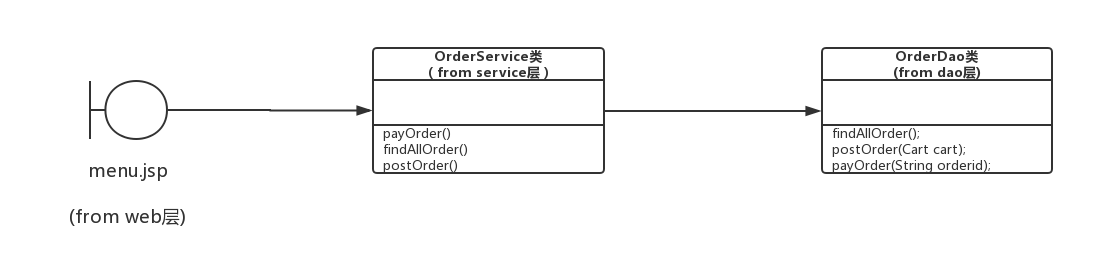 menu.jsp
(from web层)
OrderService类
( from service层 )
payOrder()
findAllOrder()
postOrder()
OrderDao类
(from dao层)
findAllOrder();
postOrder(Cart cart);
payOrder(String orderid);